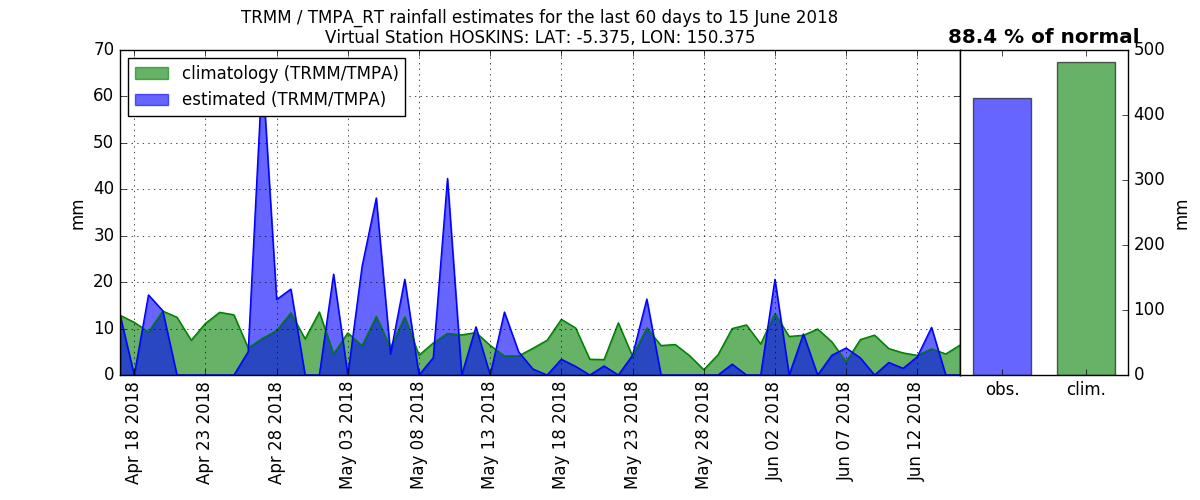 TRMM / TMPA_RT rainfall estimates for the last 60 days to 15 June 2018
Virtual Station HOSKINS: LAT: -5.375, LON: 150.375
88.4 % of normal
climatology (TRMM/TMPA)
estimated (TRMM/TMPA)
70
60
50
40
30
20
10
0
mm
Apr 18 2018
Apr 23 2018
Apr 28 2018
May 03 2018
May 08 2018
May 13 2018
May 18 2018
May 23 2018
May 28 2018
Jun 02 2018
Jun 07 2018
Jun 12 2018
500
400
300
200
100
0
mm
obs.
clim.